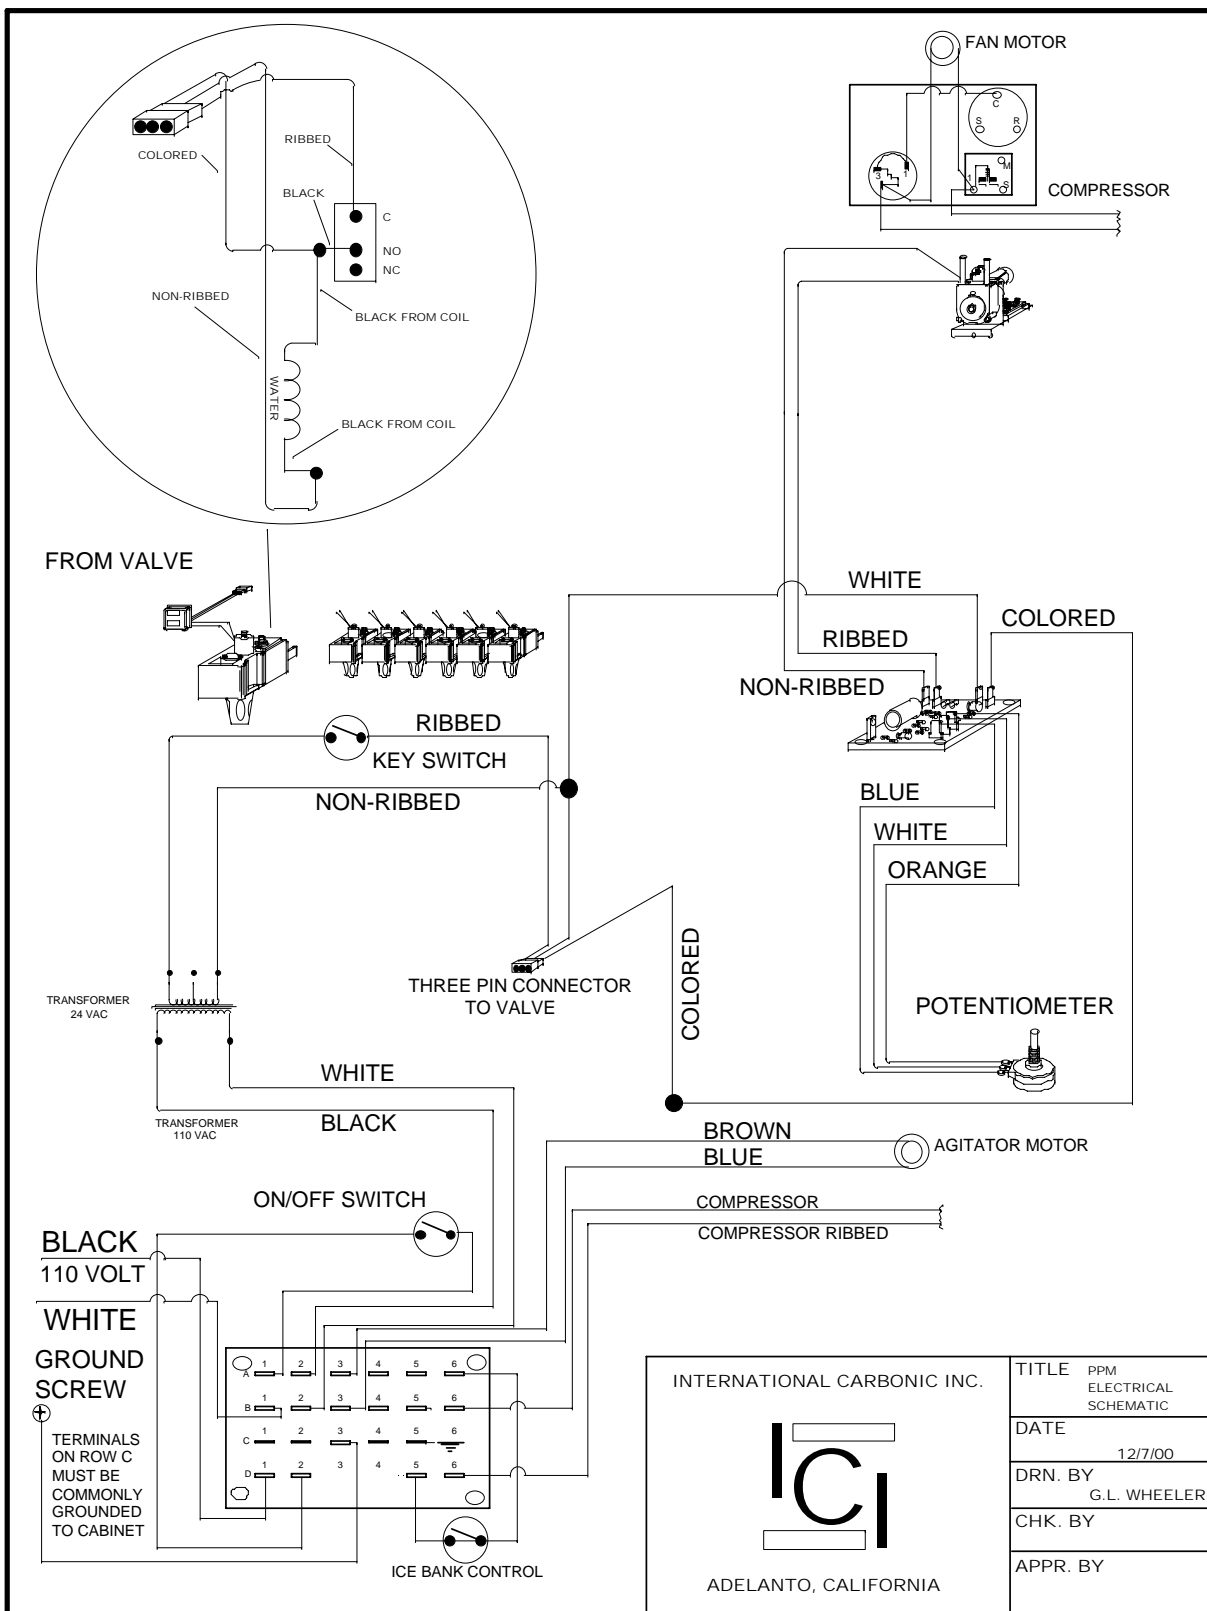 FAN MOTOR
C
S
R
M
3
1
1
S
COMPRESSOR
RIBBED
COLORED
BLACK
C
NO
NC
NON-RIBBED
BLACK FROM COIL
WATER
BLACK FROM COIL
FROM VALVE
WHITE
COLORED
RIBBED
NON-RIBBED
RIBBED
KEY SWITCH
NON-RIBBED
BLUE
WHITE
ORANGE
THREE PIN CONNECTOR
TO VALVE
COLORED
POTENTIOMETER
TRANSFORMER
24 VAC
WHITE
BLACK
TRANSFORMER
110 VAC
BROWN
BLUE
AGITATOR MOTOR
ON/OFF SWITCH
COMPRESSOR
COMPRESSOR RIBBED
BLACK
110 VOLT
WHITE
GROUND
SCREW
TERMINALS
ON ROW C
MUST BE
COMMONLY
GROUNDED
TO CABINET
1 2 3 4 5 6
A
1 2 3 4 5 6
B
1 2 3 4 5 6
C
1 2 3 4 5 6
D
ICE BANK CONTROL
INTERNATIONAL CARBONIC INC.
ICI
ADELANTO, CALIFORNIA
TITLE PPM
ELECTRICAL
SCHEMATIC
DATE
12/7/00
DRN. BY
G.L. WHEELER
CHK. BY
APPR. BY